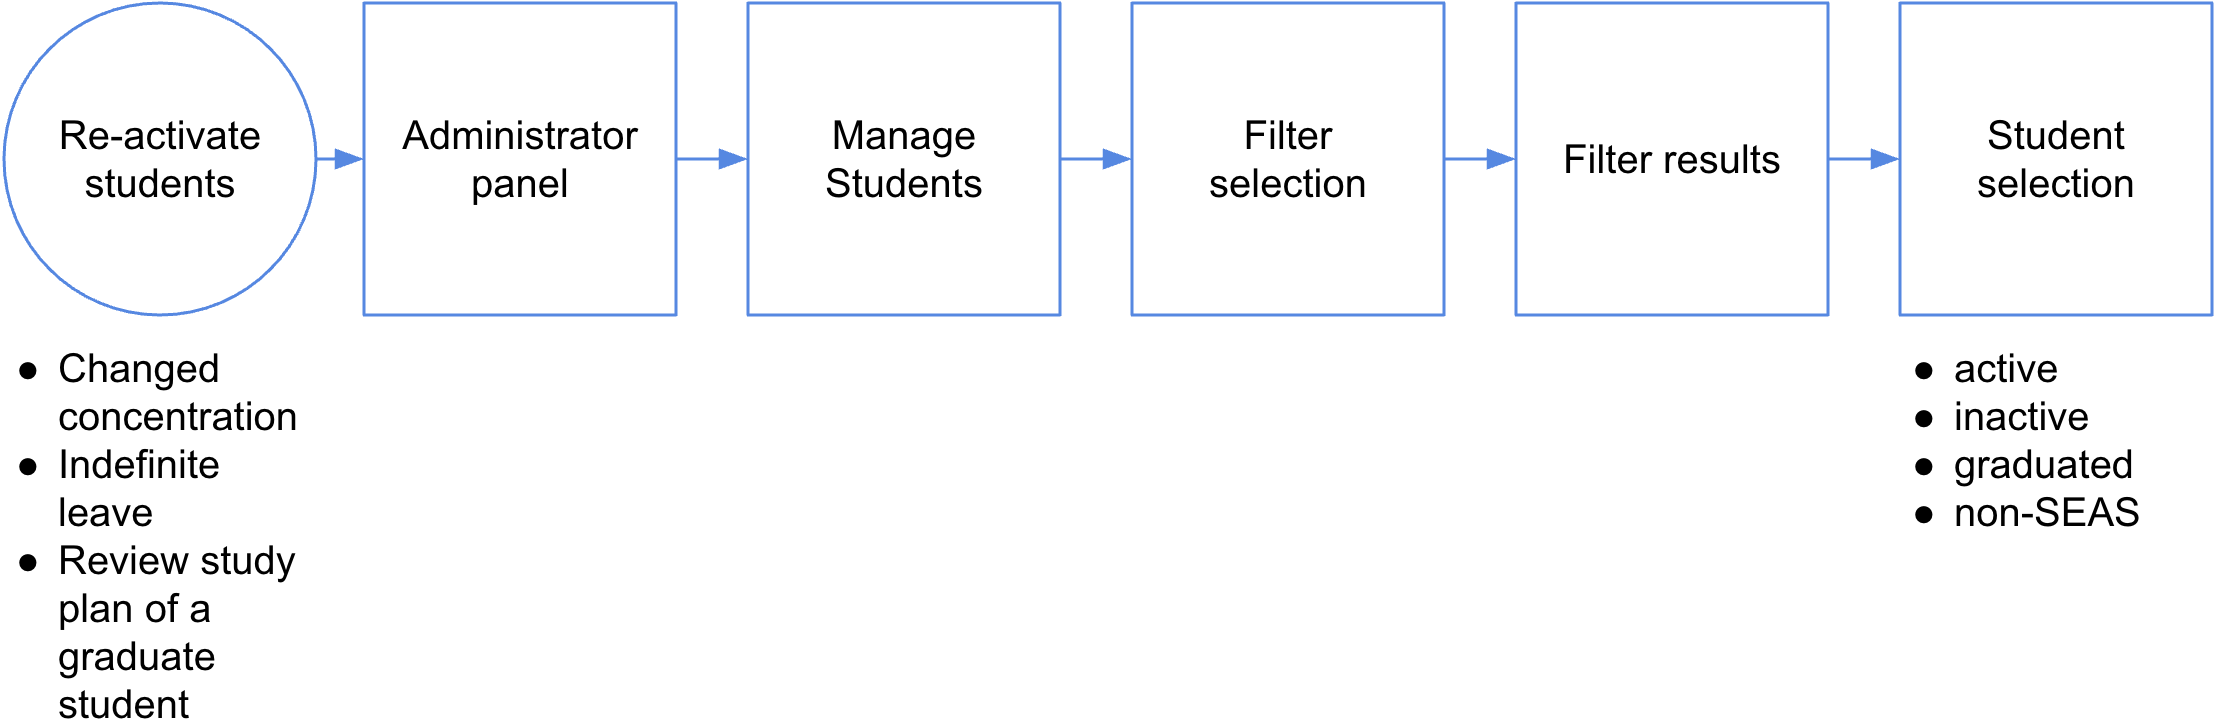 Re-activate
students
Administrator
panel
Manage
Students
Filter
selection
Filter results
Student
selection
● Changed
concentration
● Indefinite
leave
● Review study
plan of a
graduate
student
● active
● inactive
● graduated
● non-SEAS